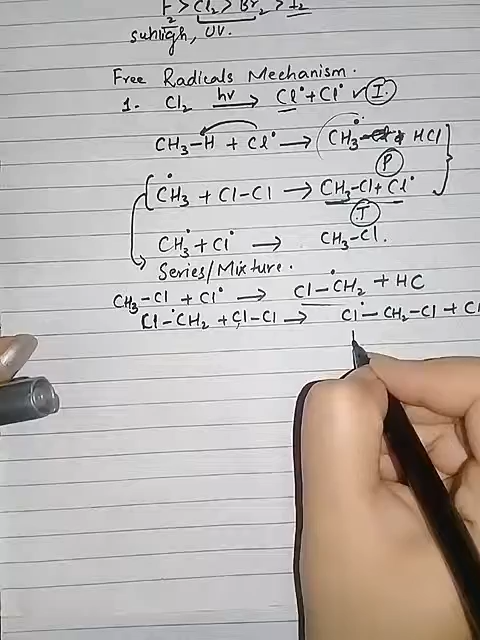 F₂ > Cl₂ > Br₂ > I₂
sunligh, UV.
Free Radicals Mechanism.
1. Cl₂ hv → Cl• + Cl• ✓ I.
CH₃–H + Cl• → CH₃• HCl
P
CH₃• + Cl–Cl → CH₃–Cl + Cl•
T
CH₃• + Cl• → CH₃–Cl.
Series/Mixture.
CH₃–Cl + Cl• → Cl–•CH₂ + HC
Cl–•CH₂ + Cl–Cl → Cl•–CH₂–Cl + Cl